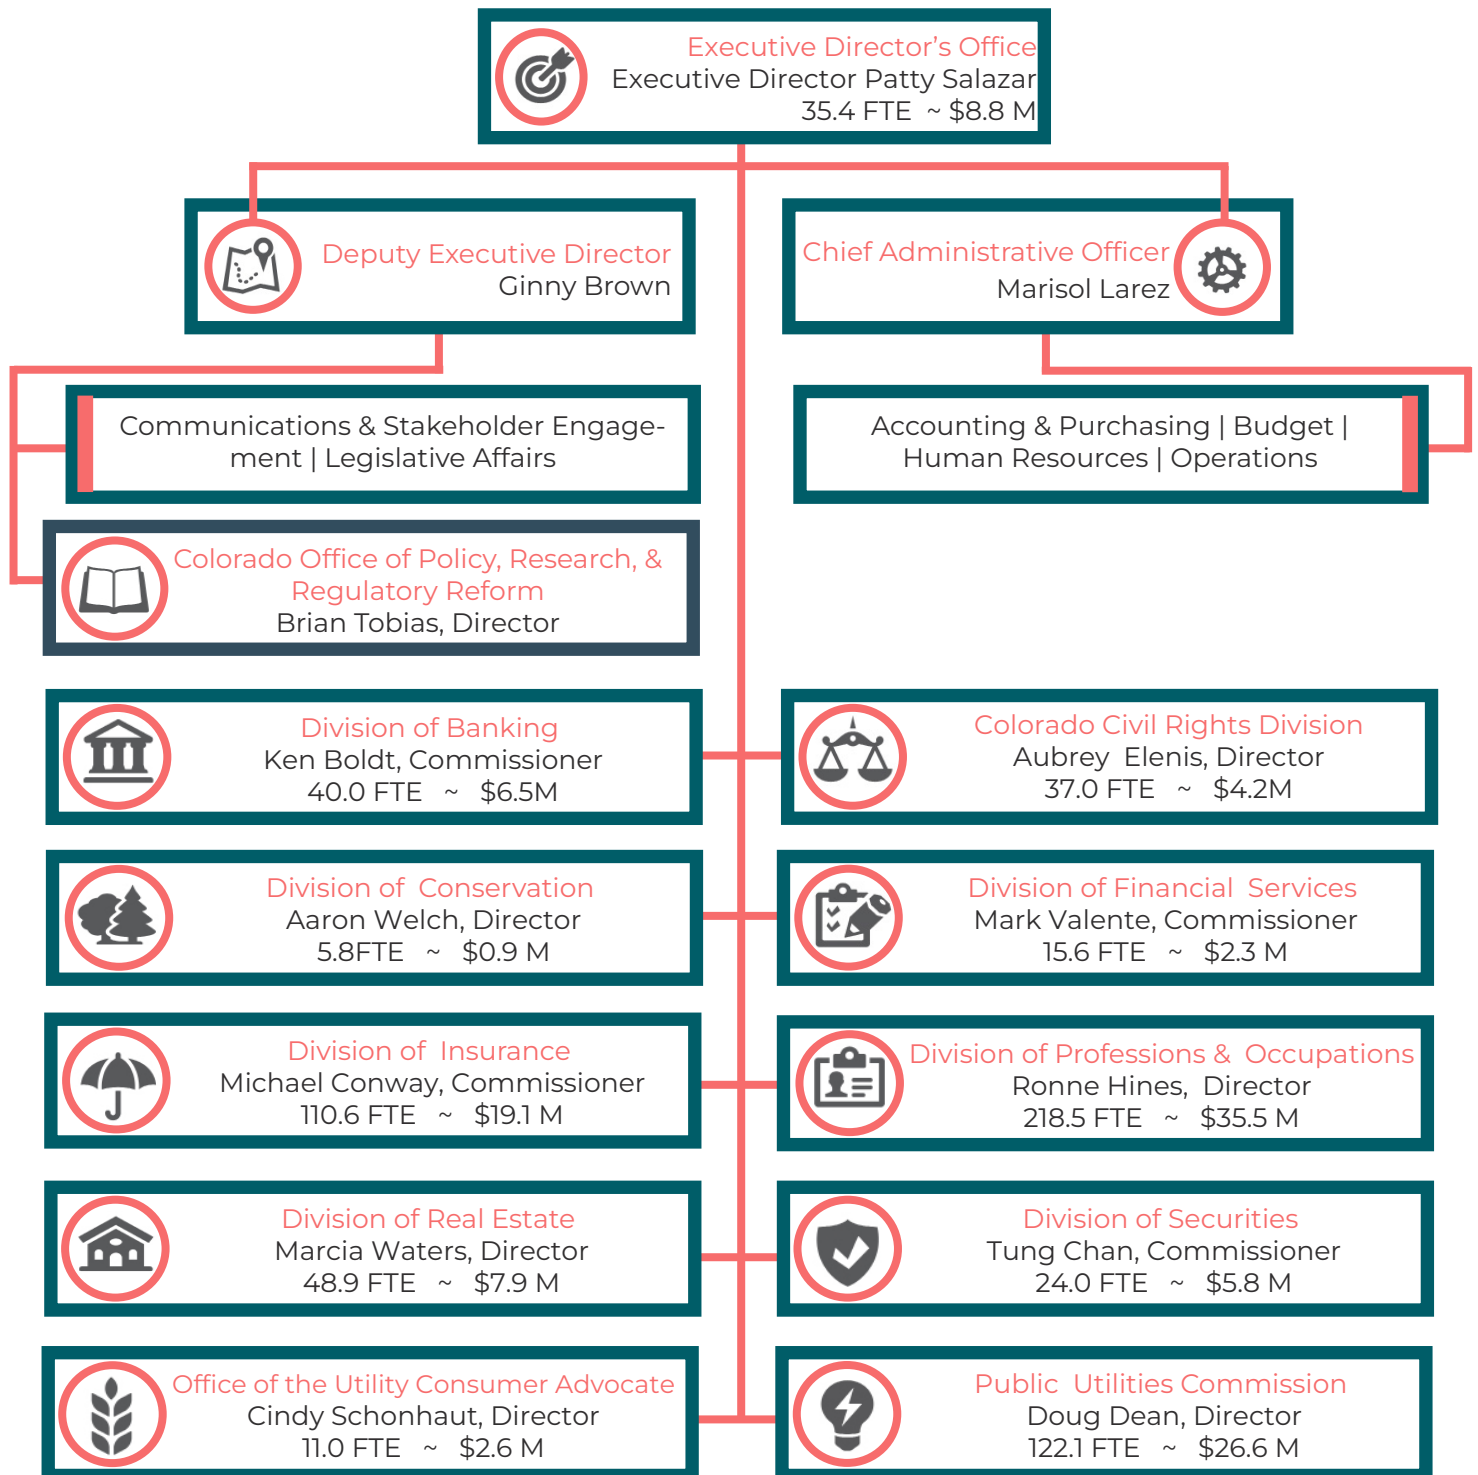 Executive Director’s Office
Executive Director Patty Salazar
35.4 FTE ~ $8.8 M
Deputy Executive Director
Ginny Brown
Chief Administrative Officer
Marisol Larez
Communications & Stakeholder Engage-
ment | Legislative Affairs
Accounting & Purchasing | Budget |
Human Resources | Operations
Colorado Office of Policy, Research, &
Regulatory Reform
Brian Tobias, Director
Division of Banking
Ken Boldt, Commissioner
40.0 FTE ~ $6.5M
Colorado Civil Rights Division
Aubrey Elenis, Director
37.0 FTE ~ $4.2M
Division of Conservation
Aaron Welch, Director
5.8FTE ~ $0.9 M
Division of Financial Services
Mark Valente, Commissioner
15.6 FTE ~ $2.3 M
Division of Insurance
Michael Conway, Commissioner
110.6 FTE ~ $19.1 M
Division of Professions & Occupations
Ronne Hines, Director
218.5 FTE ~ $35.5 M
Division of Real Estate
Marcia Waters, Director
48.9 FTE ~ $7.9 M
Division of Securities
Tung Chan, Commissioner
24.0 FTE ~ $5.8 M
Office of the Utility Consumer Advocate
Cindy Schonhaut, Director
11.0 FTE ~ $2.6 M
Public Utilities Commission
Doug Dean, Director
122.1 FTE ~ $26.6 M